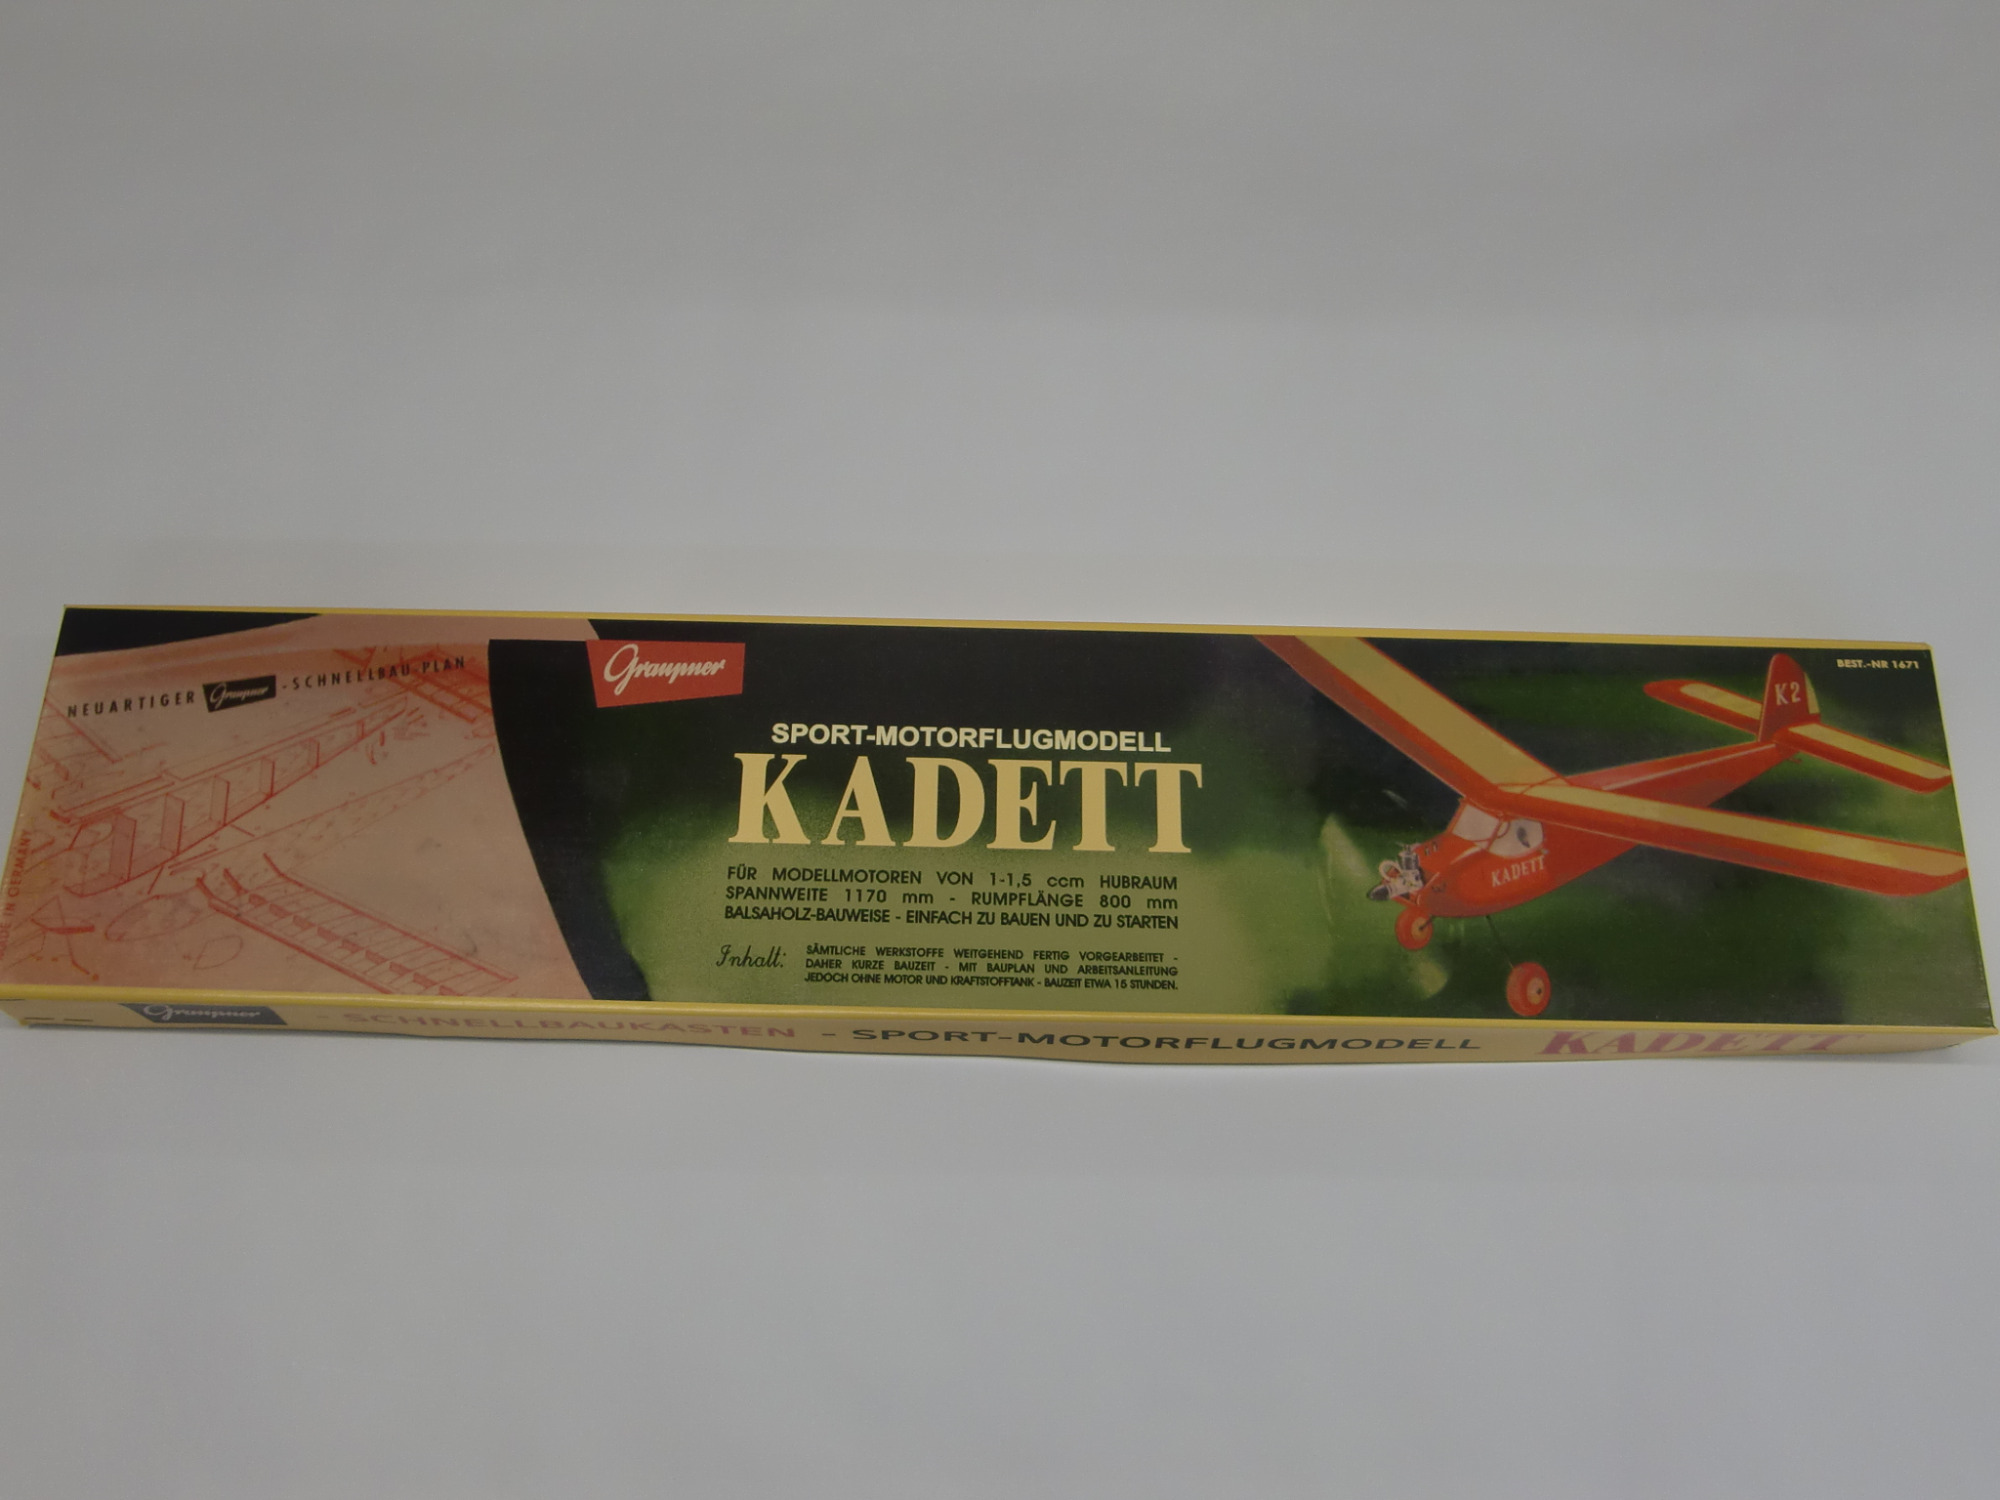 NEUARTIGER Graupner -SCHNELLBAU-PLAN
MADE IN GERMANY
Graupner
SPORT-MOTORFLUGMODELL
KADETT
FÜR MODELLMOTOREN VON 1-1,5 ccm HUBRAUM
SPANNWEITE 1170 mm - RUMPFLÄNGE 800 mm
BALSAHOLZ-BAUWEISE - EINFACH ZU BAUEN UND ZU STARTEN
Inhalt:
SÄMTLICHE WERKSTOFFE WEITGEHEND FERTIG VORGEARBEITET -
DAHER KURZE BAUZEIT - MIT BAUPLAN UND ARBEITSANLEITUNG
JEDOCH OHNE MOTOR UND KRAFTSTOFFTANK - BAUZEIT ETWA 15 STUNDEN.
BEST.-NR 1671
K2
KADETT
Graupner - SCHNELLBAUKASTEN - SPORT-MOTORFLUGMODELL KADETT